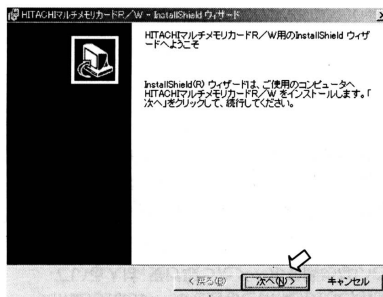 HITACHIマルチメモリカードR／W - InstallShield ウィザード
HITACHIマルチメモリカードR／W用のInstallShield ウィザ
ードへようこそ
InstallShield(R) ウィザードは、ご使用のコンピュータへ
HITACHIマルチメモリカードR／W をインストールします。「
次へ」をクリックして、続行してください。
< 戻る(B)
次へ(N) >
キャンセル